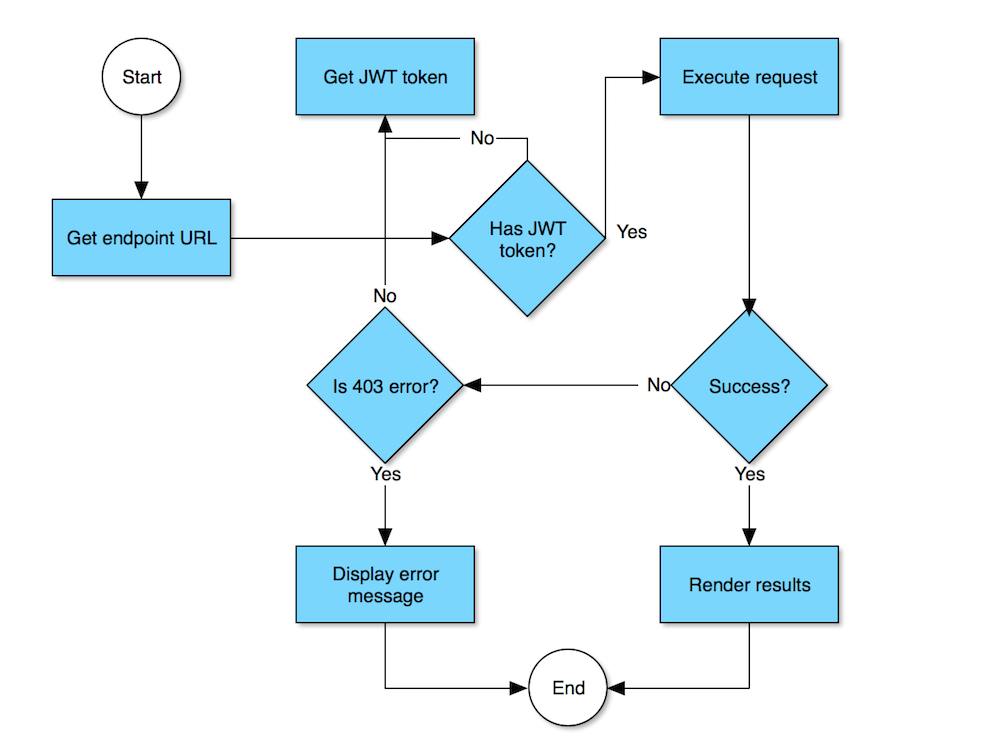 Start
Get JWT token
Execute request
No
Has JWT
token?
Yes
Get endpoint URL
No
Is 403 error?
No
Success?
Yes
Yes
Display error
message
Render results
End